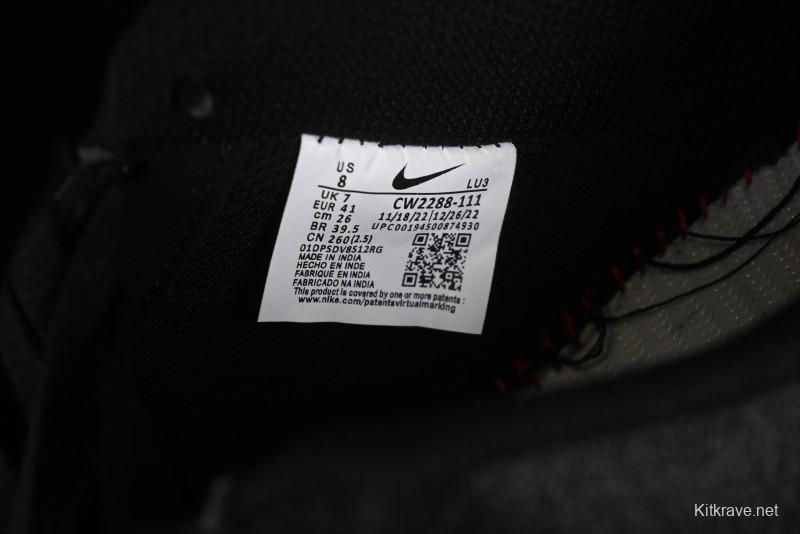 US
8
LU3
UK 7
EUR 41
cm 26
BR 39.5
CN 260 (2.5)
CW2288-111
11/18/22 | 12/26/22
UPC00194500874930
01DPSDV8S12RG
MADE IN INDIA
HECHO EN INDE
FABRIQUE EN INDIA
FABRICADO NA INDIA
This product is covered by one or more patents :
www.nike.com/patentsvirtualmarking
Kitkrave.net